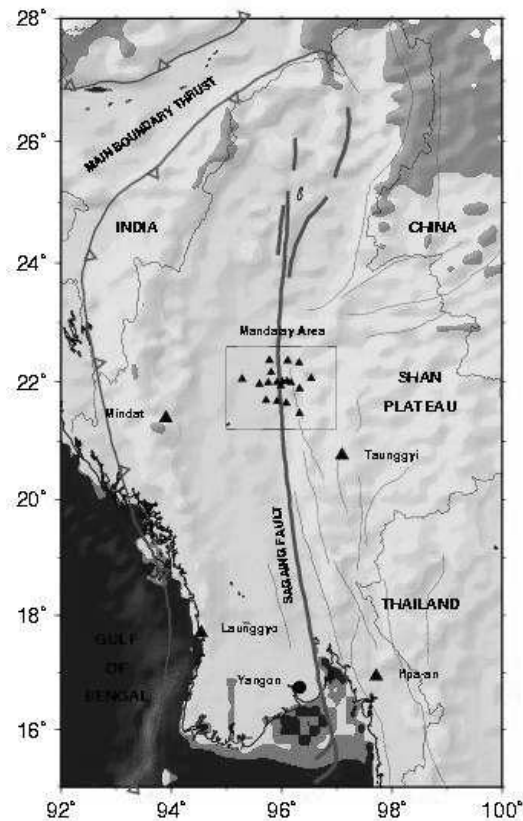 28°
MAIN BOUNDARY THRUST
26°
INDIA
CHINA
24°
Mandalay Area
22°
SHAN
PLATEAU
Mindat
Taunggyi
20°
SAGAING FAULT
18°
THAILAND
Launggyo
GULF
OF
BENGAL
Yangon
Hpa-an
16°
92°
94°
96°
98°
100°